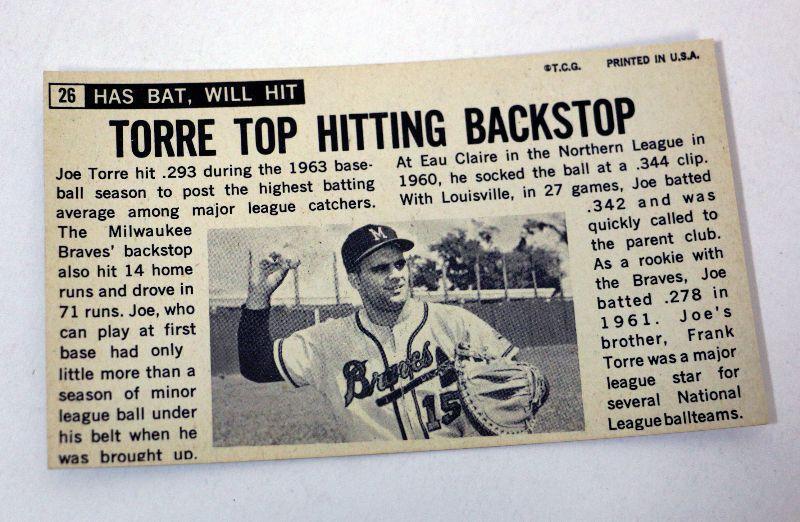 ©T.C.G. PRINTED IN U.S.A.
26 HAS BAT, WILL HIT
TORRE TOP HITTING BACKSTOP
Joe Torre hit .293 during the 1963 base-
ball season to post the highest batting
average among major league catchers.
The Milwaukee
Braves' backstop
also hit 14 home
runs and drove in
71 runs. Joe, who
can play at first
base had only
little more than a
season of minor
league ball under
his belt when he
was brought up.
At Eau Claire in the Northern League in
1960, he socked the ball at a .344 clip.
With Louisville, in 27 games, Joe batted
.342 and was
quickly called to
the parent club.
As a rookie with
the Braves, Joe
batted .278 in
1961. Joe's
brother, Frank
Torre was a major
league star for
several National
League ball teams.
M
Braves
15